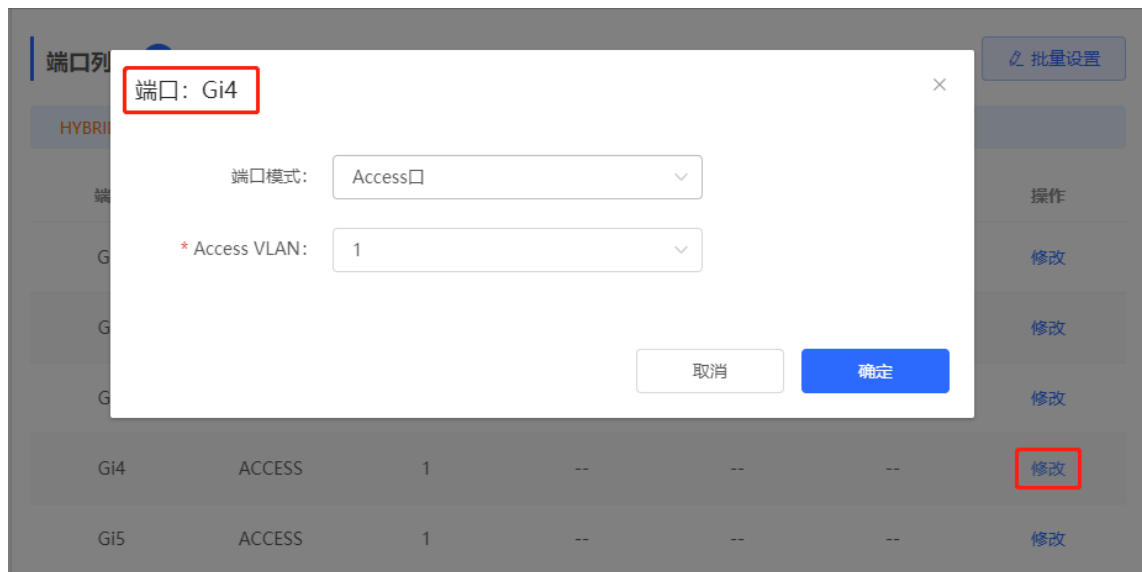 端口列
批量设置
端口：Gi4
HYBRI
端口模式： Access口
端 操作
* Access VLAN： 1
G 修改
G 修改
取消 确定
G 修改
Gi4 ACCESS 1 -- -- -- 修改
Gi5 ACCESS 1 -- -- -- 修改